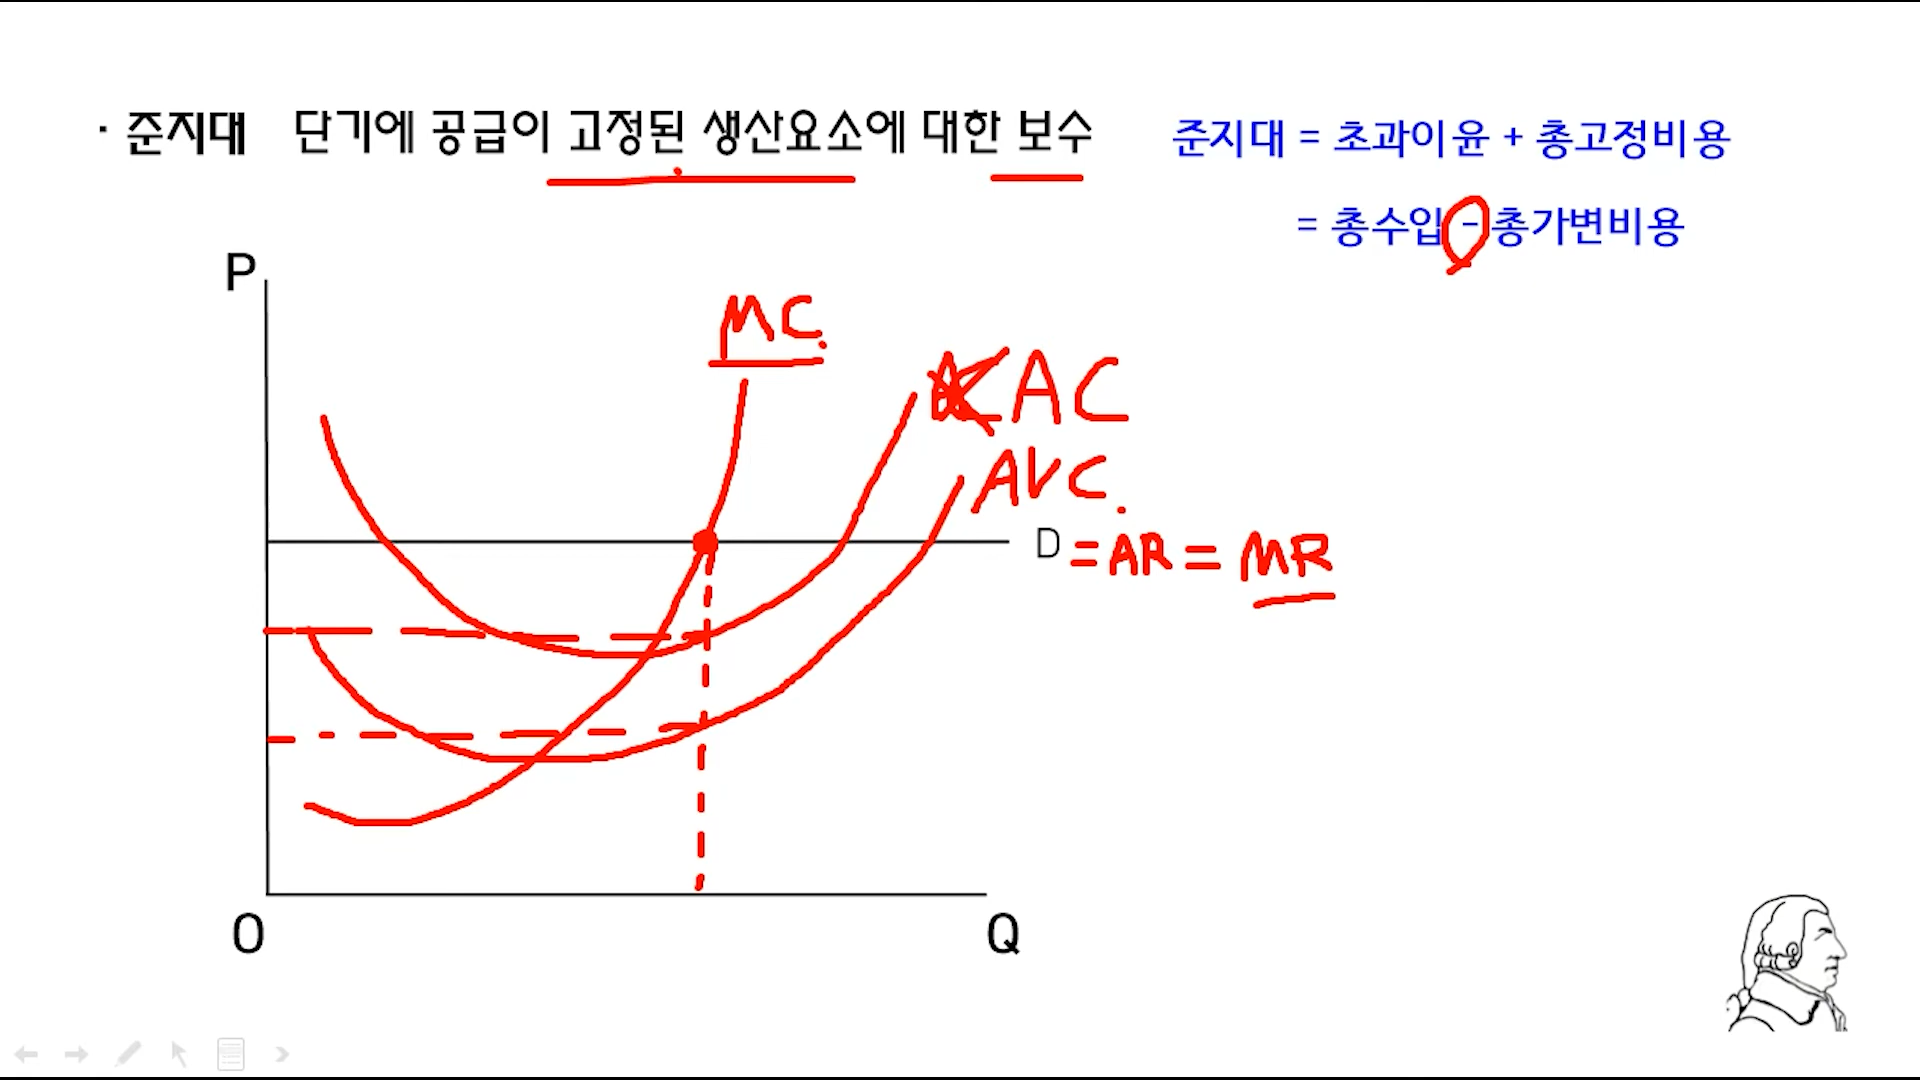 · 준지대 단기에 공급이 고정된 생산요소에 대한 보수
준지대 = 초과이윤 + 총고정비용
= 총수입 - 총가변비용
P
MC.
AC
AVC.
D = AR = MR
O
Q